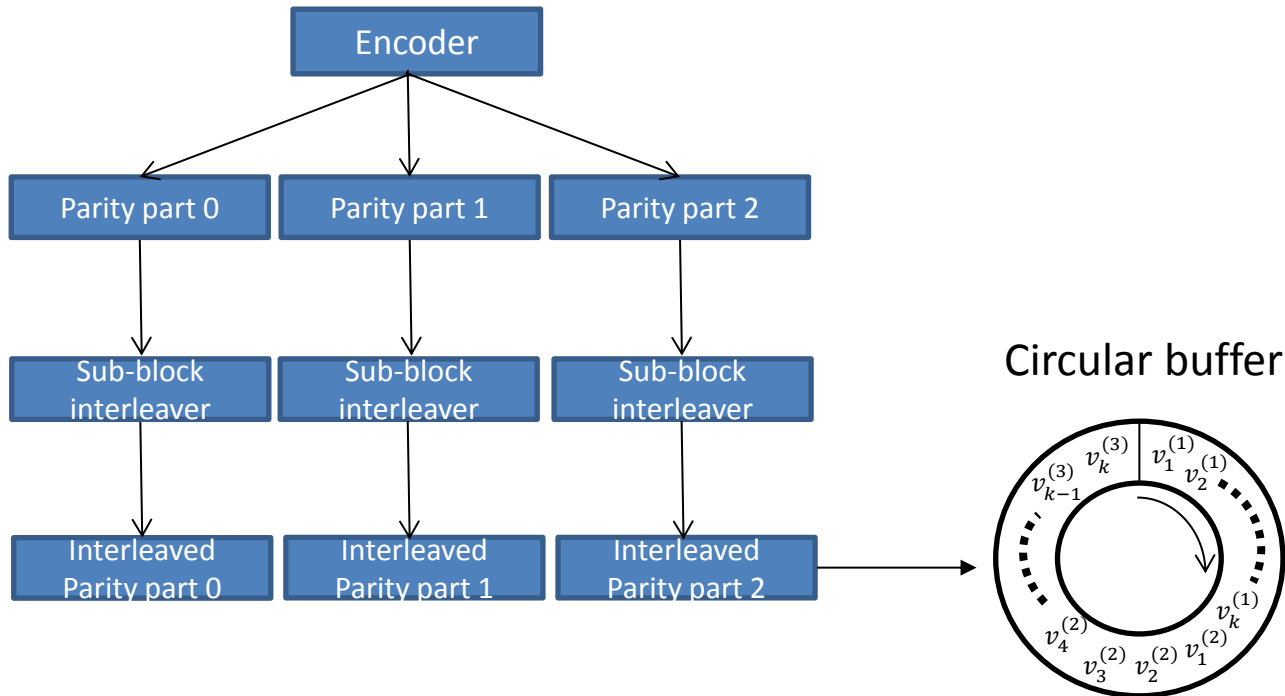 Encoder
Parity part 0
Parity part 1
Parity part 2
Sub-block
interleaver
Sub-block
interleaver
Sub-block
interleaver
Interleaved
Parity part 0
Interleaved
Parity part 1
Interleaved
Parity part 2
Circular buffer
v_1^{(1)}
v_2^{(1)}
v_k^{(1)}
v_1^{(2)}
v_2^{(2)}
v_3^{(2)}
v_4^{(2)}
v_{k-1}^{(3)}
v_k^{(3)}